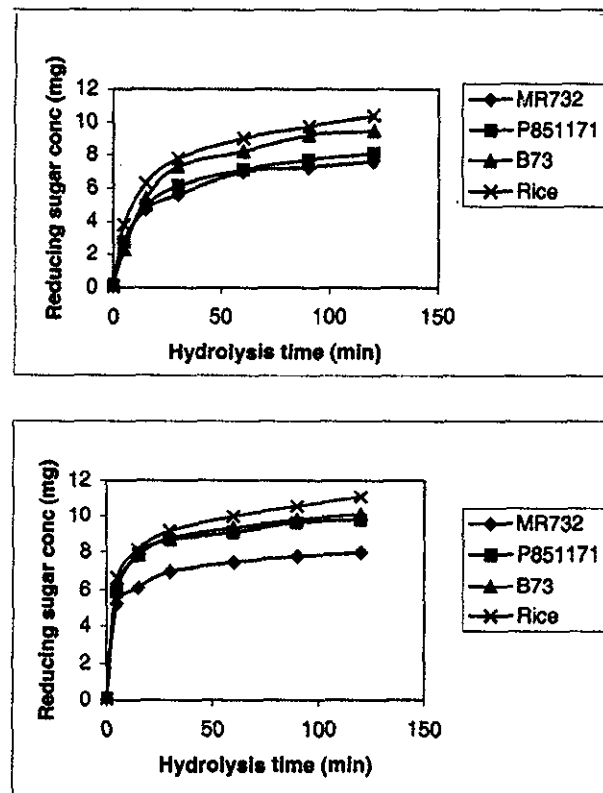 Reducing sugar conc (mg)
12
10
8
6
4
2
0
0
50
100
150
Hydrolysis time (min)
MR732
P851171
B73
Rice
Reducing sugar conc (mg)
12
10
8
6
4
2
0
0
50
100
150
Hydrolysis time (min)
MR732
P851171
B73
Rice